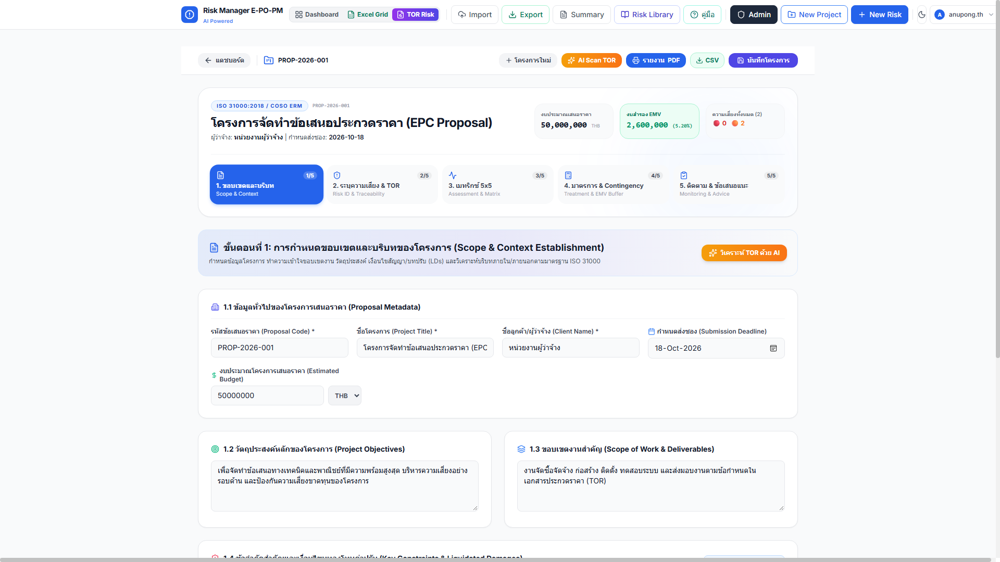 Risk Manager E-PO-PM
AI Powered
Dashboard
Excel Grid
TOR Risk
Import
Export
Summary
Risk Library
คู่มือ
Admin
New Project
New Risk
A
anupong.th
แดชบอร์ด
PROP-2026-001
โครงการใหม่
AI Scan TOR
รายงาน PDF
CSV
บันทึกโครงการ
ISO 31000:2018 / COSO ERM
PROP-2026-001
โครงการจัดทำข้อเสนอประกวดราคา (EPC Proposal)
ผู้ว่าจ้าง: หน่วยงานผู้ว่าจ้าง | กำหนดส่งซอง: 2026-10-18
งบประมาณเสนอราคา
50,000,000 THB
งบสำรอง EMV
2,600,000 (5.20%)
ความเสี่ยงทั้งหมด (2)
0 2
1/5
1. ขอบเขตและบริบท
Scope & Context
2/5
2. ระบุความเสี่ยง & TOR
Risk ID & Traceability
3/5
3. เมทริกซ์ 5x5
Assessment & Matrix
4/5
4. มาตรการ & Contingency
Treatment & EMV Buffer
5/5
5. ติดตาม & ข้อเสนอแนะ
Monitoring & Advice
ขั้นตอนที่ 1: การกำหนดขอบเขตและบริบทของโครงการ (Scope & Context Establishment)
กำหนดข้อมูลโครงการ ทำความเข้าใจขอบเขตงาน วัตถุประสงค์ เงื่อนไขสัญญา/บทปรับ (LDs) และวิเคราะห์บริบทภายใน/ภายนอกตามมาตรฐาน ISO 31000
วิเคราะห์ TOR ด้วย AI
1.1 ข้อมูลทั่วไปของโครงการเสนอราคา (Proposal Metadata)
รหัสข้อเสนอราคา (Proposal Code) *
ชื่อโครงการ (Project Title) *
ชื่อลูกค้า/ผู้ว่าจ้าง (Client Name) *
กำหนดส่งซอง (Submission Deadline)
PROP-2026-001
โครงการจัดทำข้อเสนอประกวดราคา (EPC
หน่วยงานผู้ว่าจ้าง
18-Oct-2026
งบประมาณโครงการเสนอราคา (Estimated
Budget)
50000000
THB
1.2 วัตถุประสงค์หลักของโครงการ (Project Objectives)
เพื่อจัดทำข้อเสนอทางเทคนิคและพาณิชย์ที่มีความพร้อมสูงสุด บริหารความเสี่ยงอย่าง
รอบด้าน และป้องกันความเสี่ยงขาดทุนของโครงการ
1.3 ขอบเขตงานสำคัญ (Scope of Work & Deliverables)
งานจัดซื้อจัดจ้าง ก่อสร้าง ติดตั้ง ทดสอบระบบ และส่งมอบงานตามข้อกำหนดใน
เอกสารประกวดราคา (TOR)
(Key Constraints & Liquidated Damages)